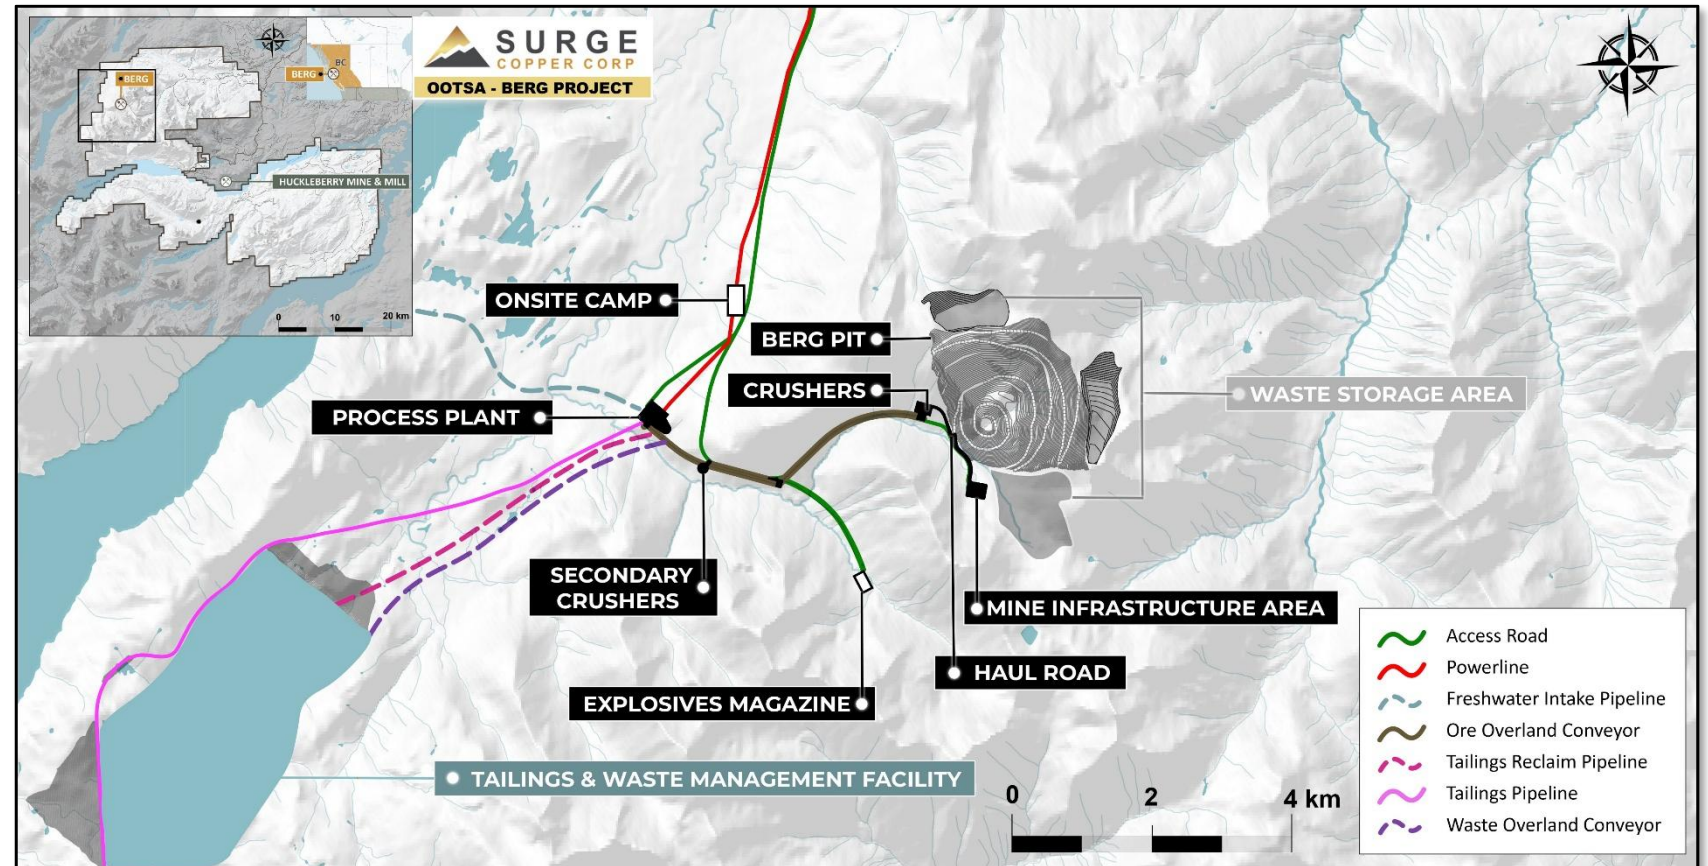 BERG
BC
BERG
HUCKLEBERRY MINE & MILL
0 10 20 km
SURGE
COPPER CORP
OOTSA - BERG PROJECT
ONSITE CAMP
BERG PIT
CRUSHERS
WASTE STORAGE AREA
PROCESS PLANT
SECONDARY
CRUSHERS
MINE INFRASTRUCTURE AREA
HAUL ROAD
EXPLOSIVES MAGAZINE
TAILINGS & WASTE MANAGEMENT FACILITY
0 2 4 km
Access Road
Powerline
Freshwater Intake Pipeline
Ore Overland Conveyor
Tailings Reclaim Pipeline
Tailings Pipeline
Waste Overland Conveyor